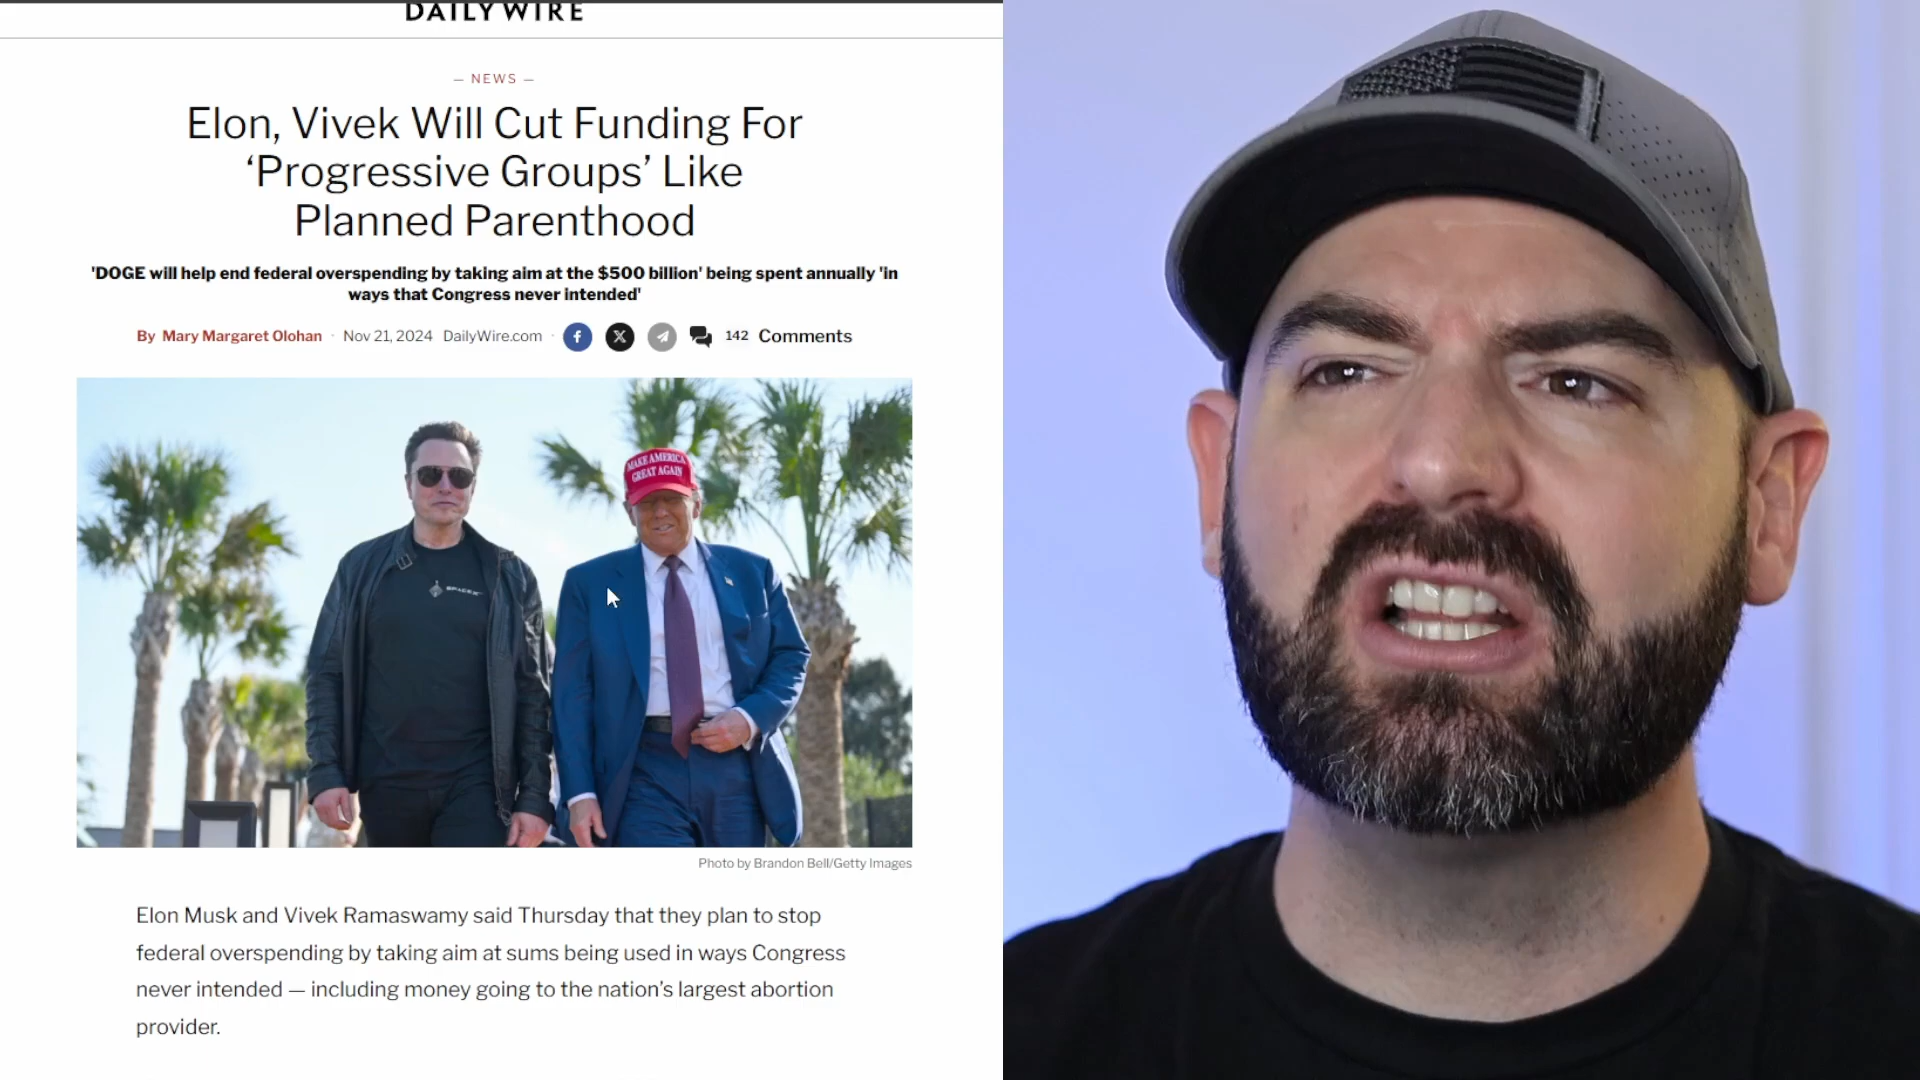 DAILY WIRE
— NEWS —
Elon, Vivek Will Cut Funding For
‘Progressive Groups’ Like
Planned Parenthood
'DOGE will help end federal overspending by taking aim at the $500 billion' being spent annually 'in
ways that Congress never intended'
By Mary Margaret Olohan · Nov 21, 2024 DailyWire.com · 142 Comments
MAKE AMERICA
GREAT AGAIN
SPACEX
Photo by Brandon Bell/Getty Images
Elon Musk and Vivek Ramaswamy said Thursday that they plan to stop
federal overspending by taking aim at sums being used in ways Congress
never intended — including money going to the nation’s largest abortion
provider.